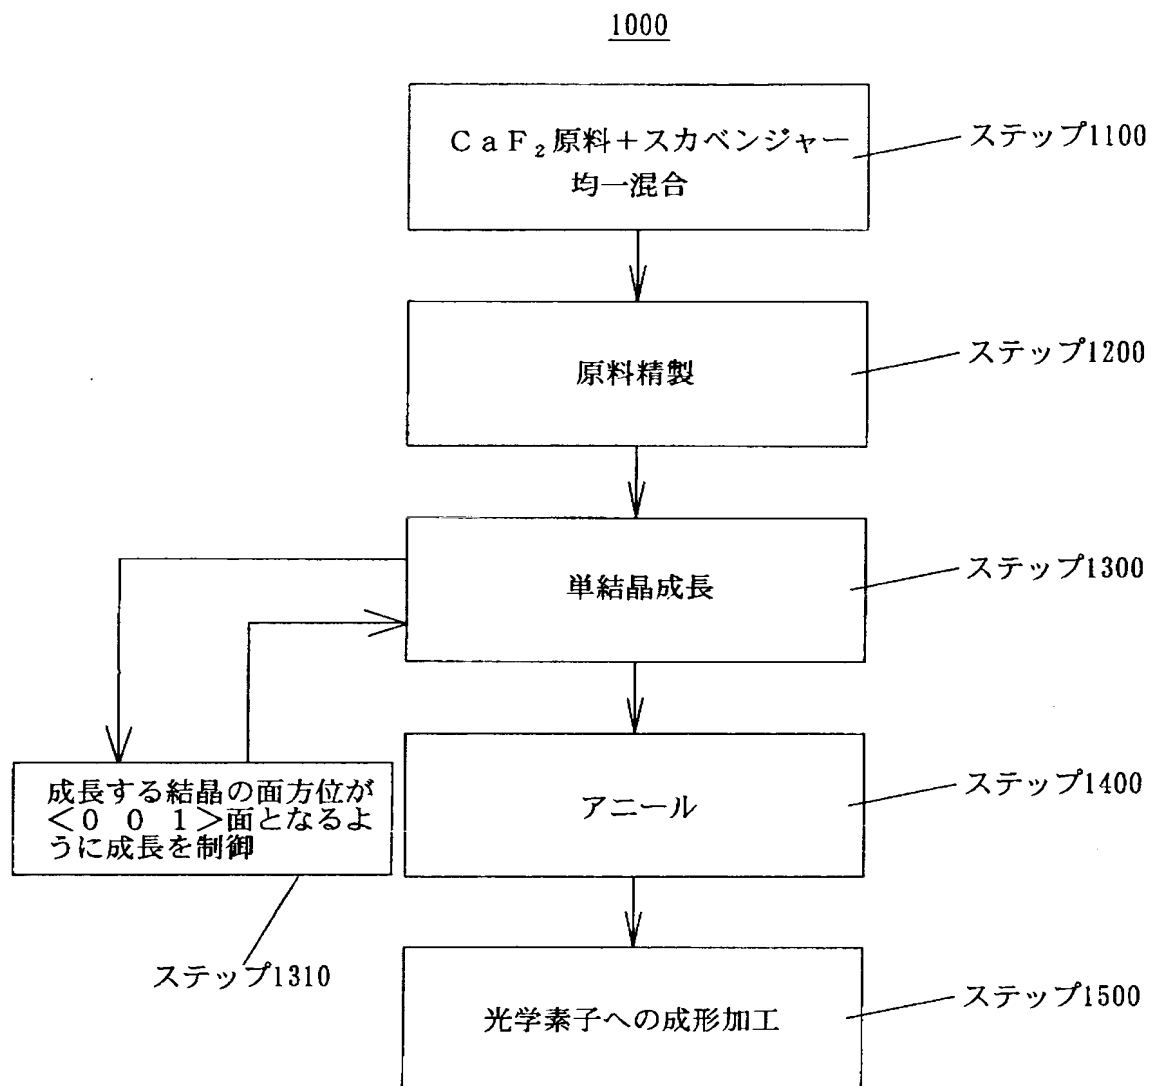 1000
CaF₂原料+スカベンジャー
均一混合
ステップ1100
原料精製
ステップ1200
単結晶成長
ステップ1300
成長する結晶の面方位が
<0 0 1>面となるよ
うに成長を制御
ステップ1310
アニール
ステップ1400
光学素子への成形加工
ステップ1500